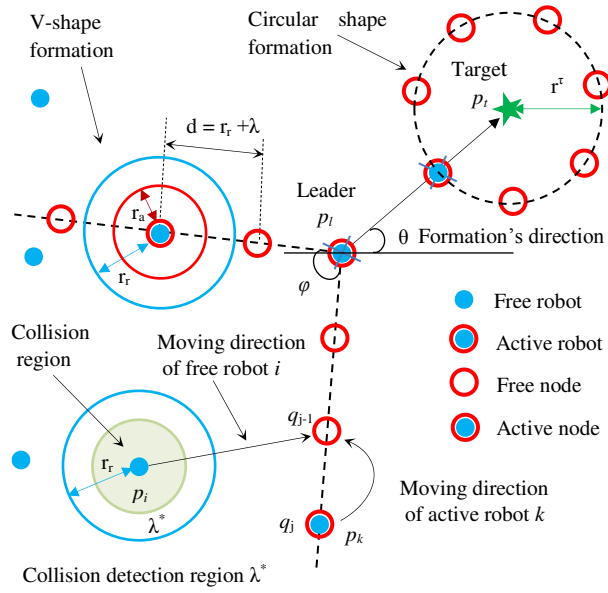 V-shape
formation
Circular shape
formation
Target
p_t
r^τ
d = r_r +λ
Leader
p_l
r_a
r_r
θ Formation's direction
φ
Collision
region
Moving direction
of free robot i
Free robot
Active robot
Free node
Active node
q_{j-1}
r_r
p_i
λ^*
q_j
p_k
Moving direction
of active robot k
Collision detection region λ^*